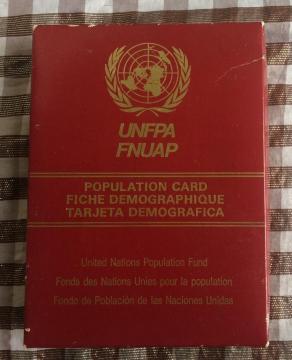 UNFPA
FNUAP
POPULATION CARD
FICHE DEMOGRAPHIQUE
TARJETA DEMOGRAFICA
United Nations Population Fund
Fonds des Nations Unies pour la population
Fondo de Población de las Naciones Unidas